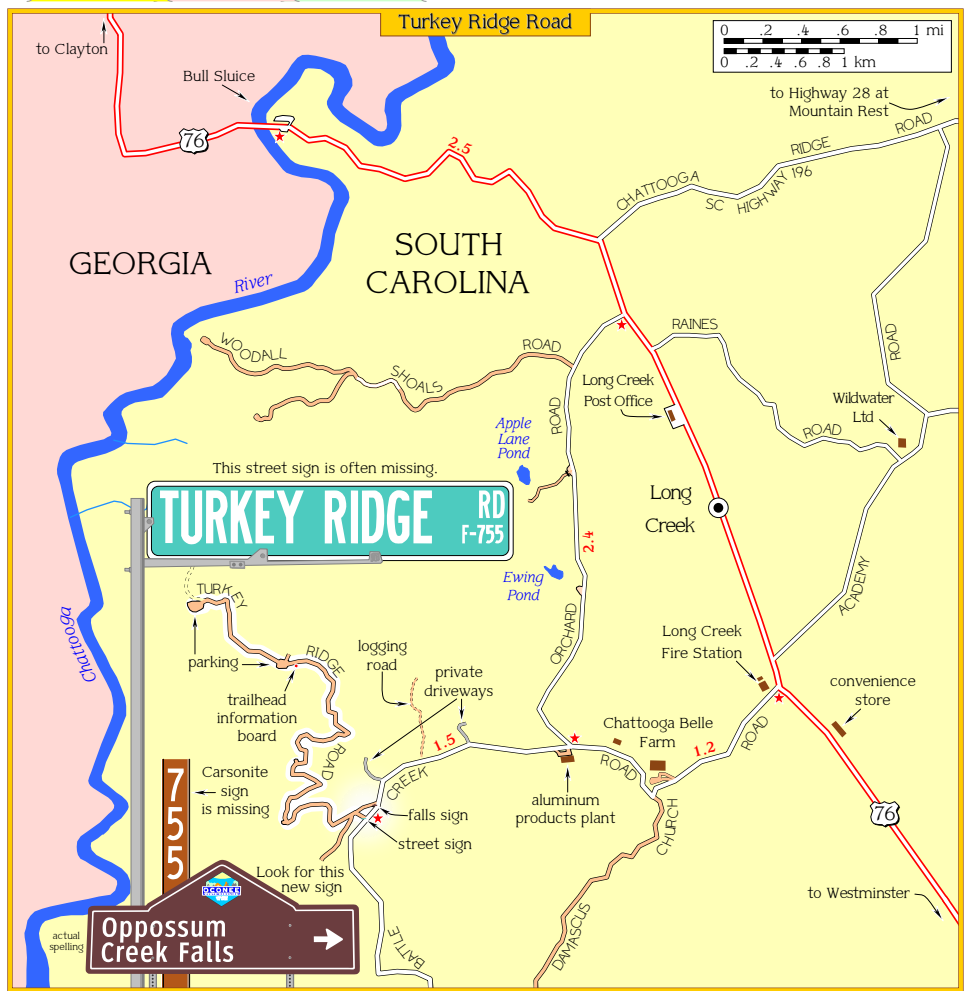 Turkey Ridge Road
to Clayton
0 .2 .4 .6 .8 1 mi
0 .2 .4 .6 .8 1 km
Bull Sluice
to Highway 28 at
Mountain Rest
76
2.5
CHATTOOGA RIDGE ROAD
SC HIGHWAY 196
GEORGIA
SOUTH
CAROLINA
River
WOODALL SHOALS ROAD
RAINES ROAD
ROAD
Long Creek
Post Office
Wildwater
Ltd
Apple
Lane
Pond
ROAD
This street sign is often missing.
TURKEY RIDGE RD
F-755
Long
Creek
2.4
Ewing
Pond
ORCHARD
ACADEMY
Chattooga
TURKEY RIDGE ROAD
parking
trailhead
information
board
logging
road
private
driveways
Long Creek
Fire Station
convenience
store
Chattooga Belle
Farm
1.5
1.2
ROAD
CREEK
ROAD
aluminum
products plant
Carsonite
sign
is missing
755
falls sign
street sign
CHURCH
76
Look for this
new sign
OCONEE
to Westminster
actual
spelling
Oppossum
Creek Falls
BATTLE
DAMASCUS